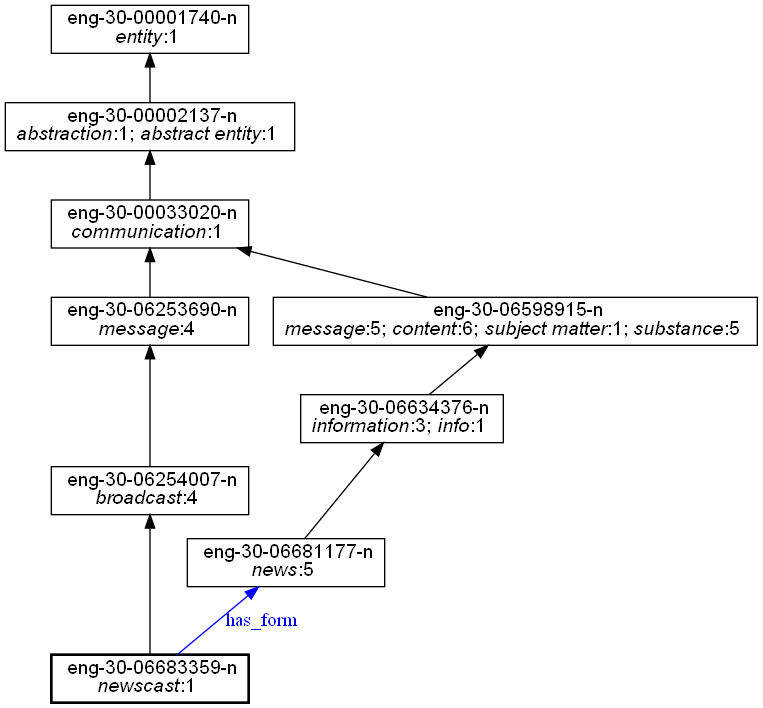 eng-30-00001740-n
entity:1
eng-30-00002137-n
abstraction:1; abstract entity:1
eng-30-00033020-n
communication:1
eng-30-06253690-n
message:4
eng-30-06598915-n
message:5; content:6; subject matter:1; substance:5
eng-30-06634376-n
information:3; info:1
eng-30-06254007-n
broadcast:4
eng-30-06681177-n
news:5
has_form
eng-30-06683359-n
newscast:1